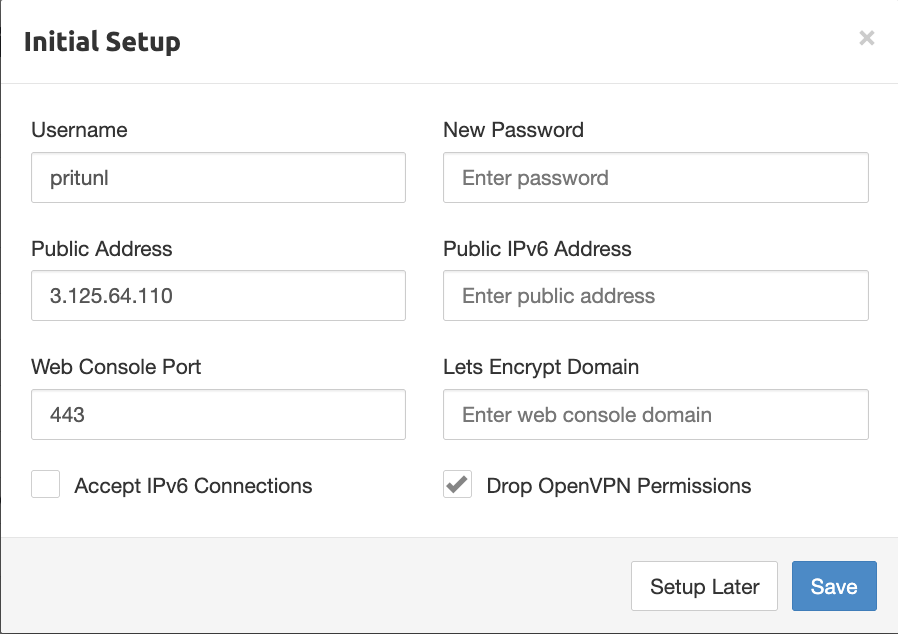 Initial Setup
×
Username
New Password
pritunl
Enter password
Public Address
Public IPv6 Address
3.125.64.110
Enter public address
Web Console Port
Lets Encrypt Domain
443
Enter web console domain
Accept IPv6 Connections
Drop OpenVPN Permissions
Setup Later
Save